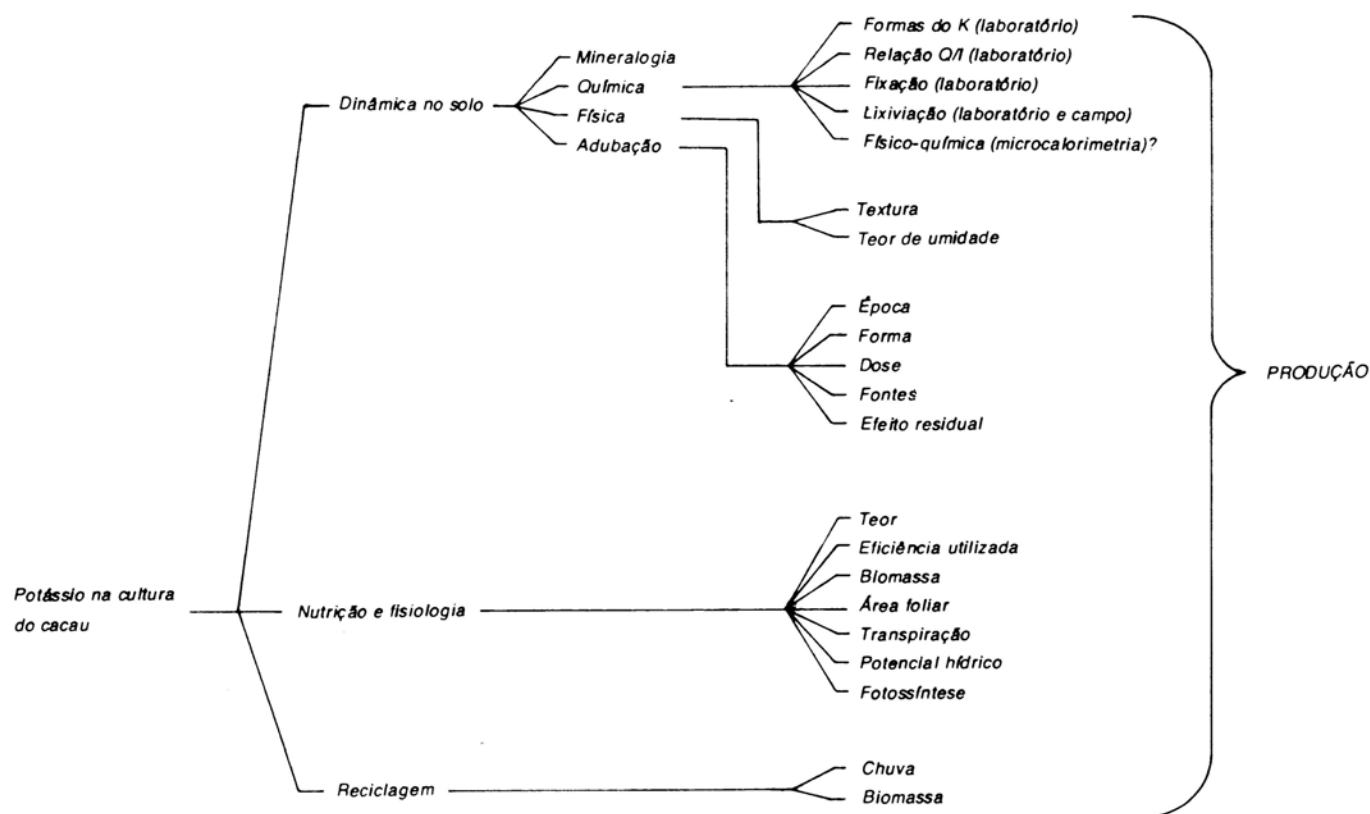 Formas do K (laboratório)
Relação Q/I (laboratório)
Fixação (laboratório)
Lixiviação (laboratório e campo)
Físico-química (microcalorimetria)?
Mineralogia
Química
Física
Adubação
Dinâmica no solo
Textura
Teor de umidade
Época
Forma
Dose
Fontes
Efeito residual
PRODUÇÃO
Teor
Eficiência utilizada
Biomassa
Área foliar
Transpiração
Potencial hídrico
Fotossíntese
Potássio na cultura
do cacau
Nutrição e fisiologia
Reciclagem
Chuva
Biomassa